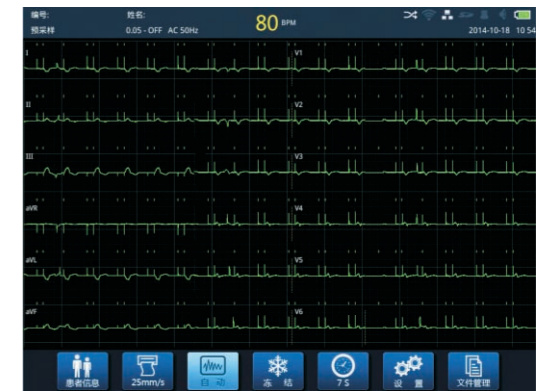 编号: 姓名: 80 BPM
预采样 0.05 - OFF AC 50Hz 2014-10-18 10 54
I V1
II V2
III V3
aVR V4
aVL V5
aVF V6
患者信息 25mm/s 自 动 冻 结 7 S 设 置 文件管理